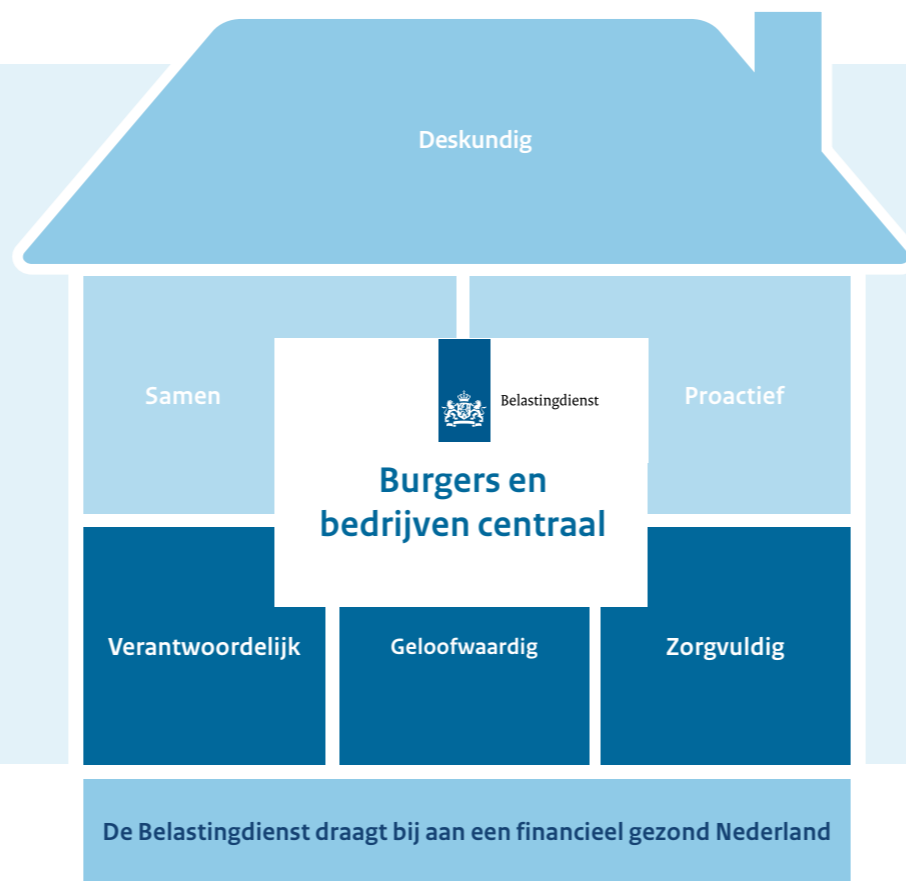 Deskundig
Samen
Belastingdienst
Proactief
Burgers en
bedrijven centraal
Verantwoordelijk
Geloofwaardig
Zorgvuldig
De Belastingdienst draagt bij aan een financieel gezond Nederland